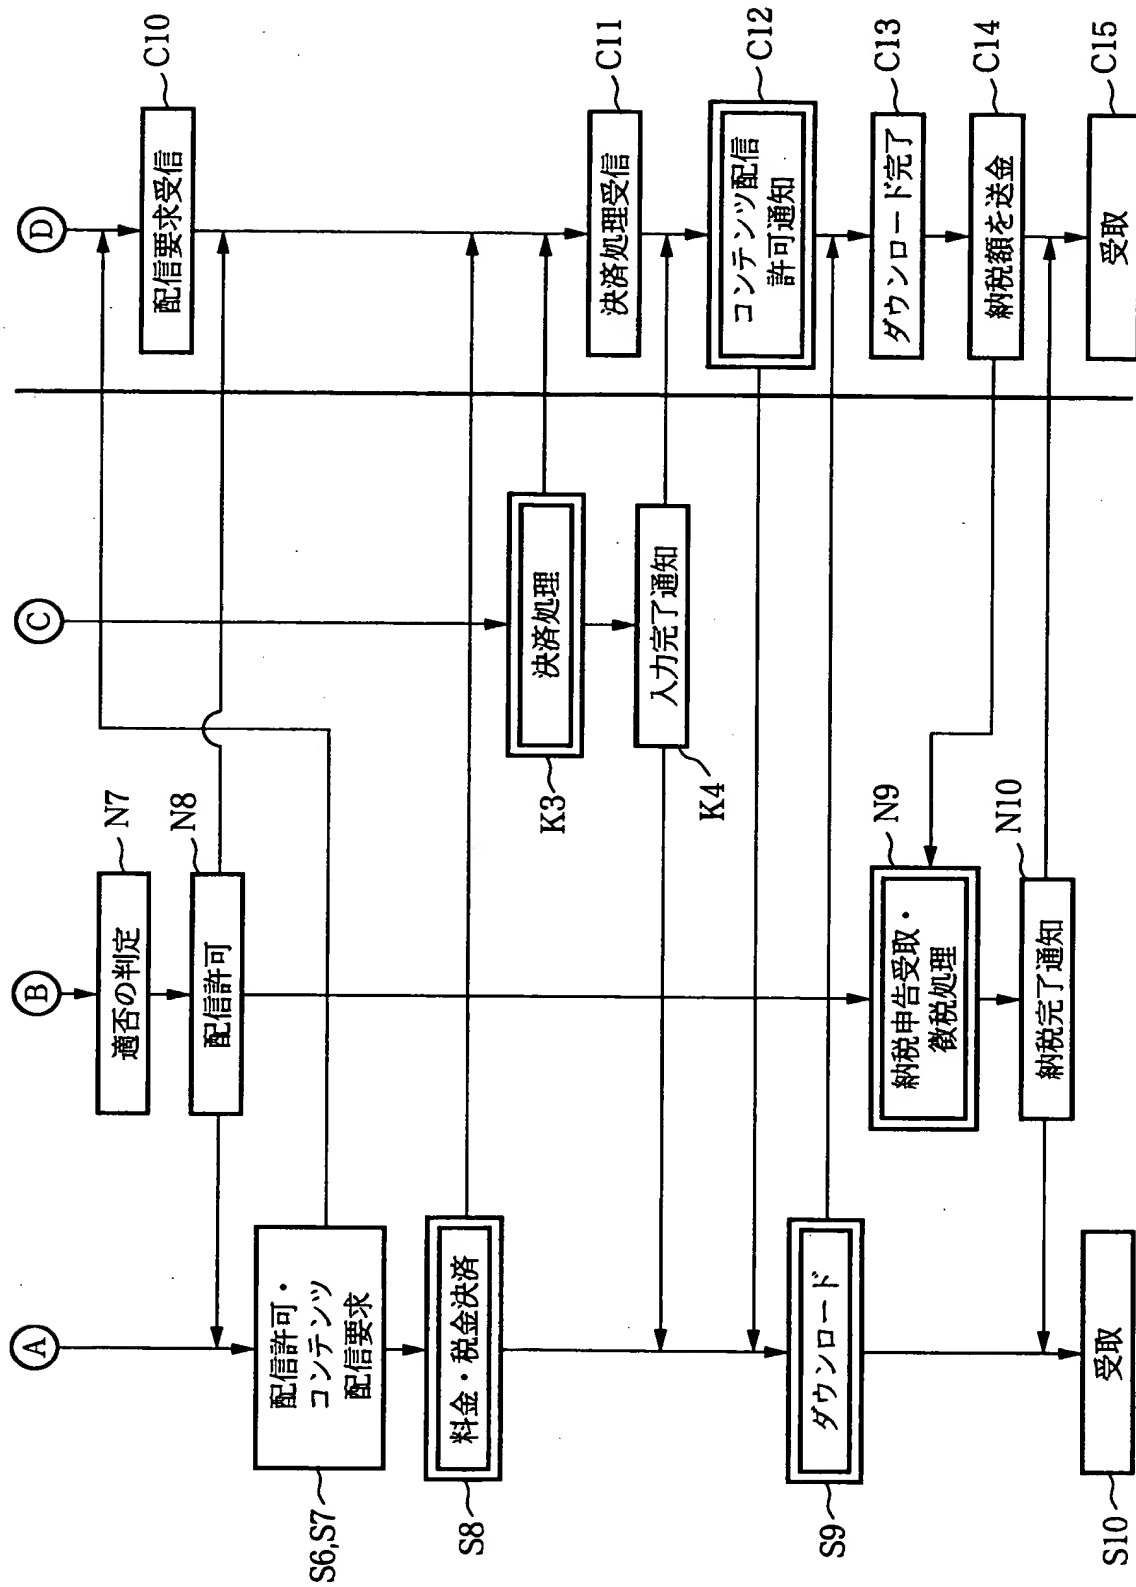 A
B
C
D
適否の判定
N7
配信許可
N8
配信許可・
コンテンツ
配信要求
S6,S7
料金・税金決済
S8
ダウンロード
S9
受取
S10
納税申告受取・
徴税処理
N9
納税完了通知
N10
決済処理
K3
入力完了通知
K4
配信要求受信
C10
決済処理受信
C11
コンテンツ配信
許可通知
C12
ダウンロード完了
C13
納税額を送金
C14
受取
C15